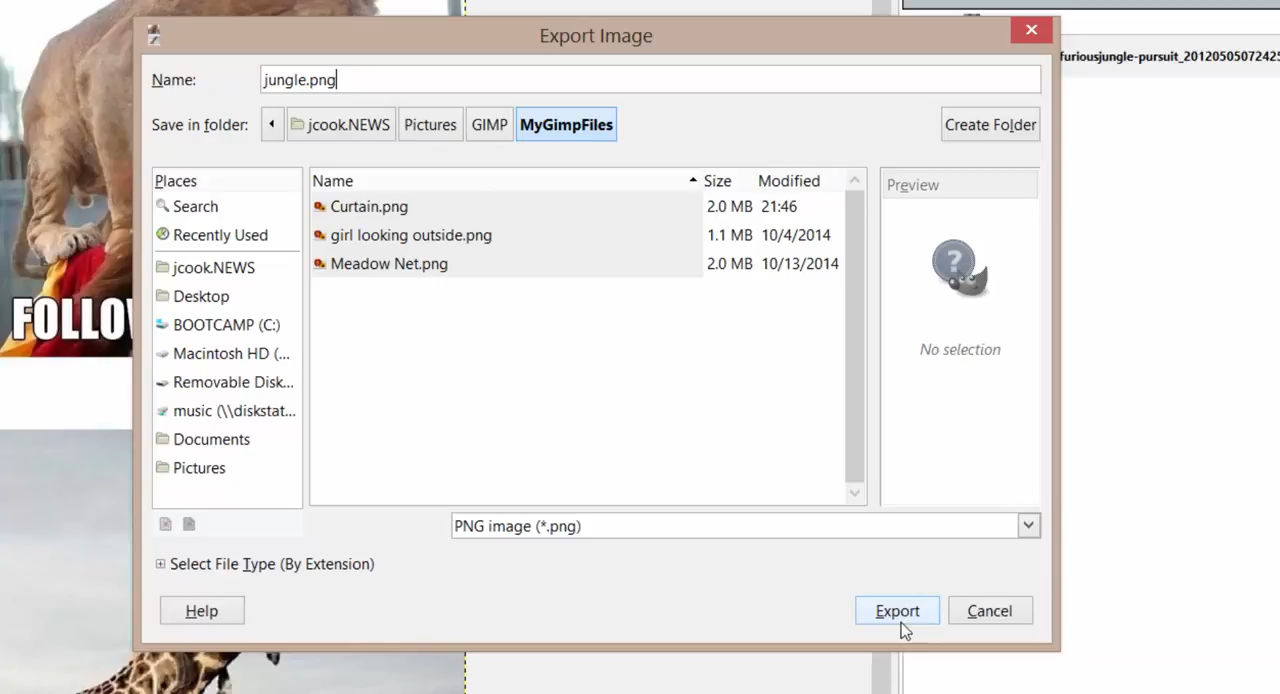 Export Image
furiousjungle-pursuit_2012050507242
Name:
jungle.png
Save in folder:
jcook.NEWS
Pictures
GIMP
MyGimpFiles
Create Folder
Places
Search
Recently Used
jcook.NEWS
Desktop
BOOTCAMP (C:)
Macintosh HD (...
Removable Disk...
music (\\diskstat...
Documents
Pictures
Name Size Modified
Curtain.png 2.0 MB 21:46
girl looking outside.png 1.1 MB 10/4/2014
Meadow Net.png 2.0 MB 10/13/2014
Preview
?
No selection
PNG image (*.png)
Select File Type (By Extension)
Help
Export
Cancel
FOLLO